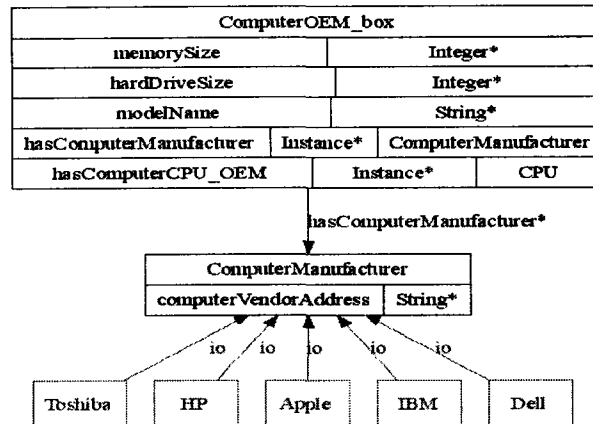 ComputerOEM_box
memorySize Integer*
hardDriveSize Integer*
modelName String*
hasComputerManufacturer Instance* ComputerManufacturer
hasComputerCPU_OEM Instance* CPU
hasComputerManufacturer*
ComputerManufacturer
computerVendorAddress String*
io io io io io
Toshiba HP Apple IBM Dell